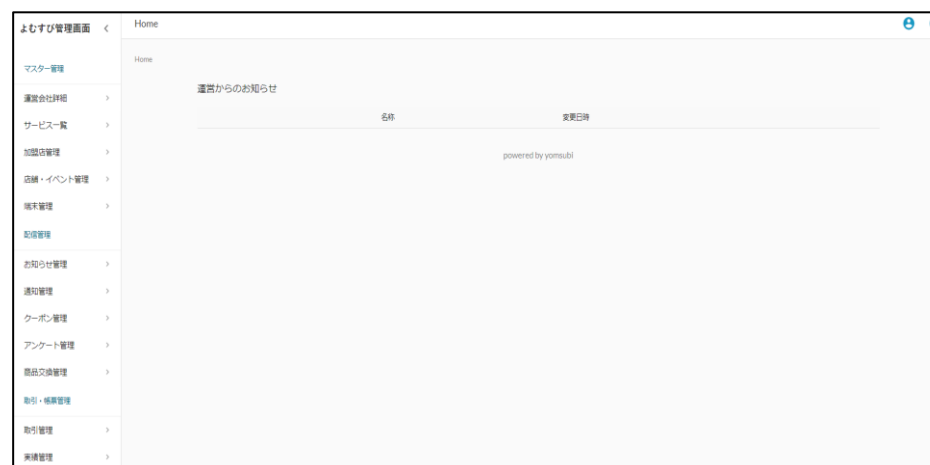 よむすび管理画面
Home
マスター管理
運営会社詳細
サービス一覧
加盟店管理
店舗・イベント管理
端末管理
配信管理
お知らせ管理
通知管理
クーポン管理
アンケート管理
商品交換管理
取引・帳票管理
取引管理
実績管理
Home
運営からのお知らせ
名称 変更日時
powered by yomsubi